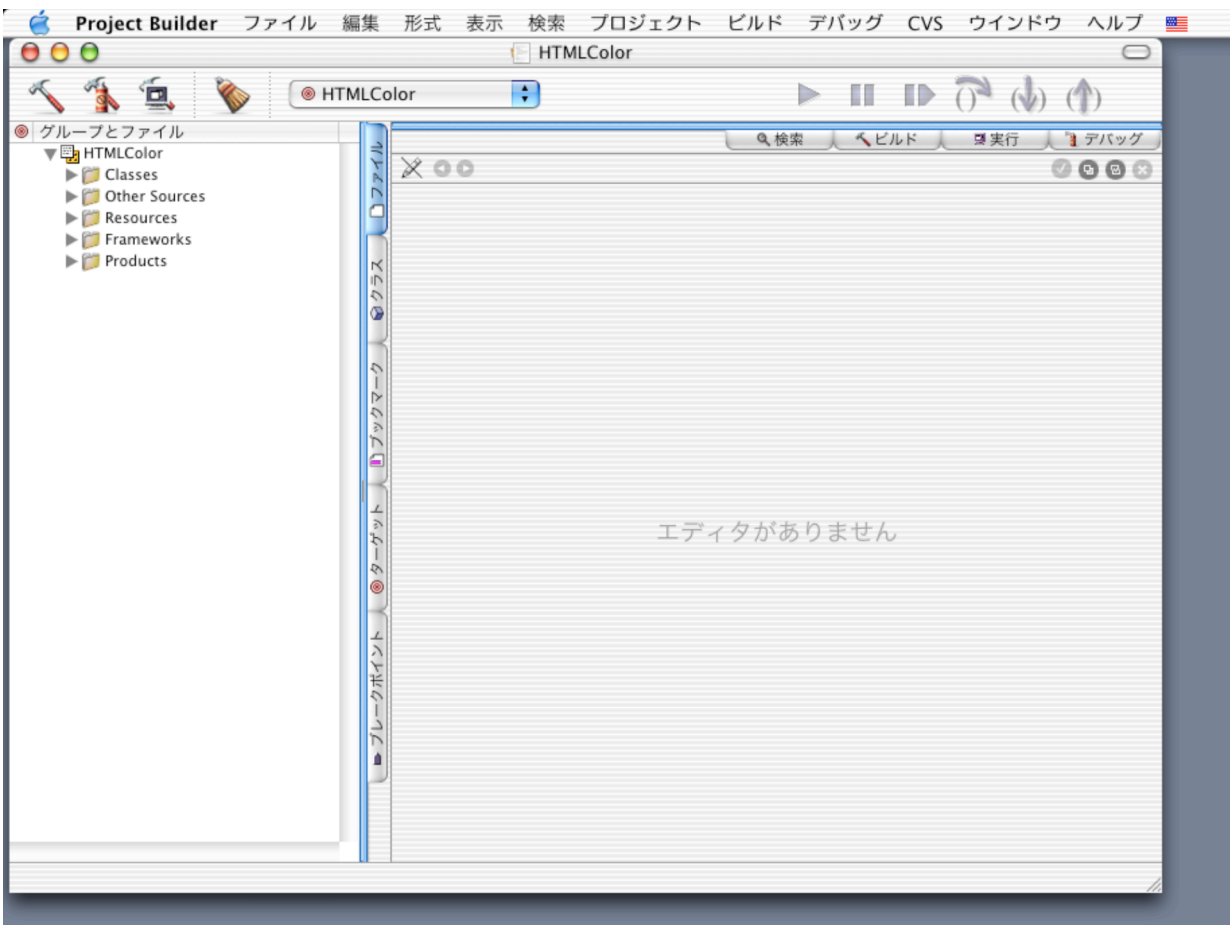 Project Builder ファイル 編集 形式 表示 検索 プロジェクト ビルド デバッグ CVS ウインドウ ヘルプ
HTMLColor
HTMLColor
グループとファイル
HTMLColor
Classes
Other Sources
Resources
Frameworks
Products
ファイル
クラス
ブックマーク
ターゲット
ブレークポイント
検索 ビルド 実行 デバッグ
エディタがありません